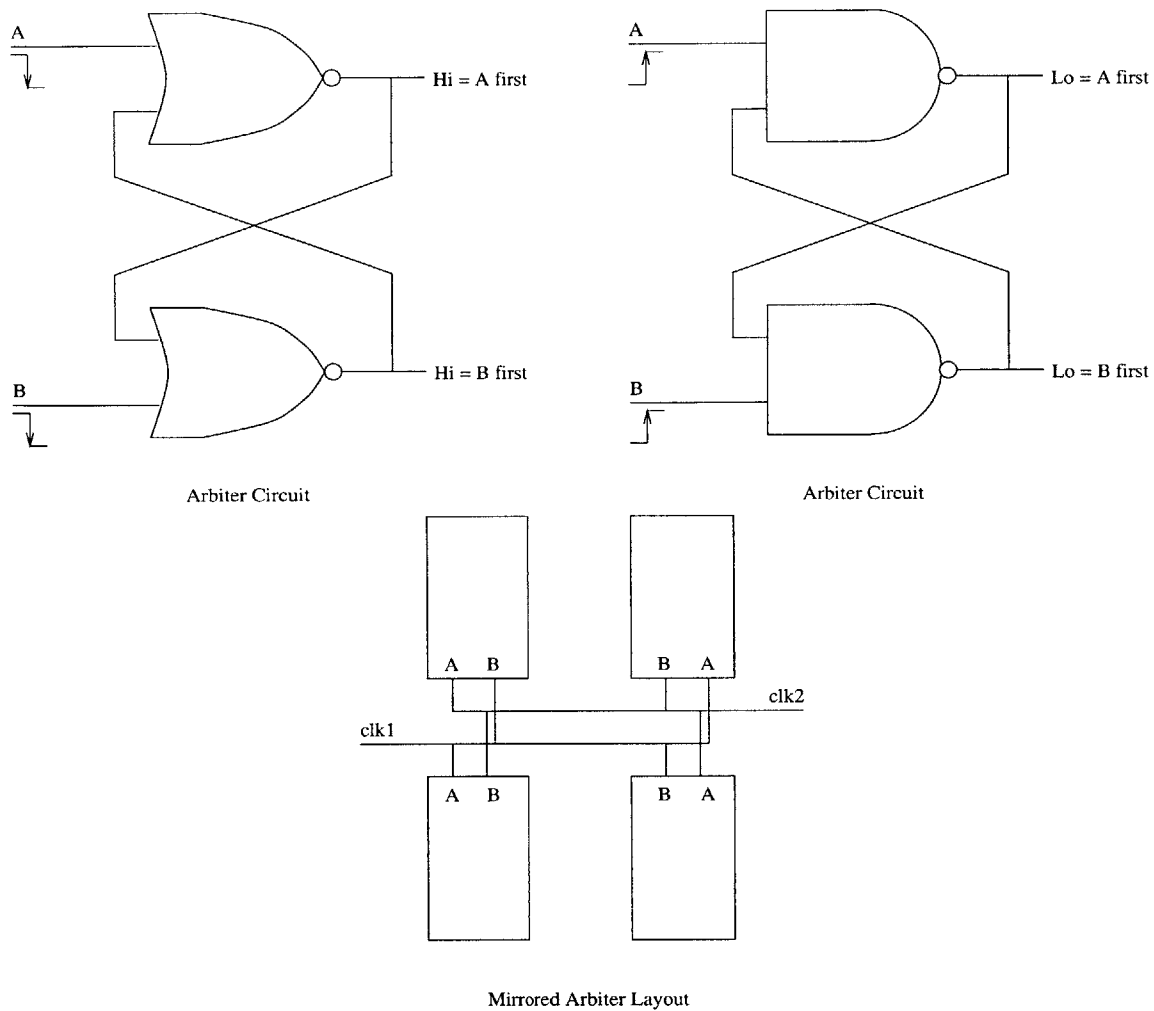 A
Hi = A first
B
Hi = B first
Arbiter Circuit
A
Lo = A first
B
Lo = B first
Arbiter Circuit
A B
B A
clk2
clk1
A B
B A
Mirrored Arbiter Layout